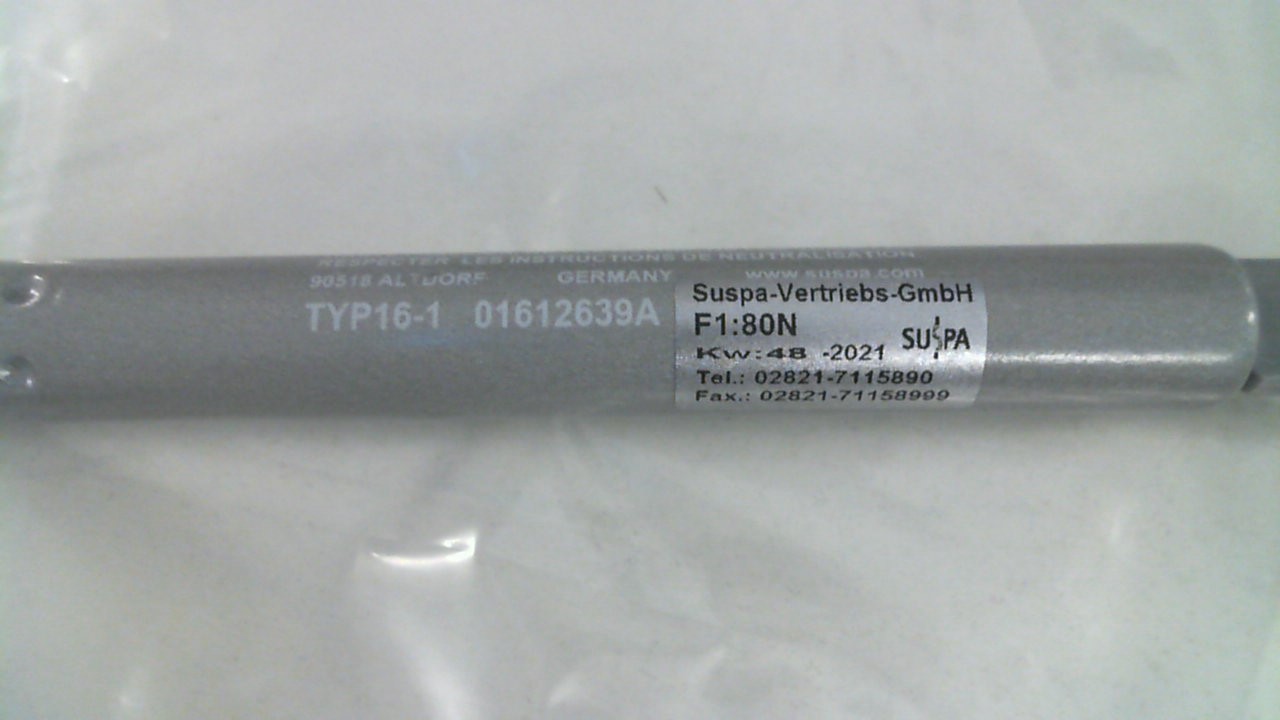 RESPECTER LES INSTRUCTIONS DE NEUTRALISATION
90518 ALTDORF GERMANY www.suspa.com
TYP16-1 01612639A
Suspa-Vertriebs-GmbH
F1:80N
SUSPA
Kw:48 -2021
Tel.: 02821-7115890
Fax.: 02821-71158999